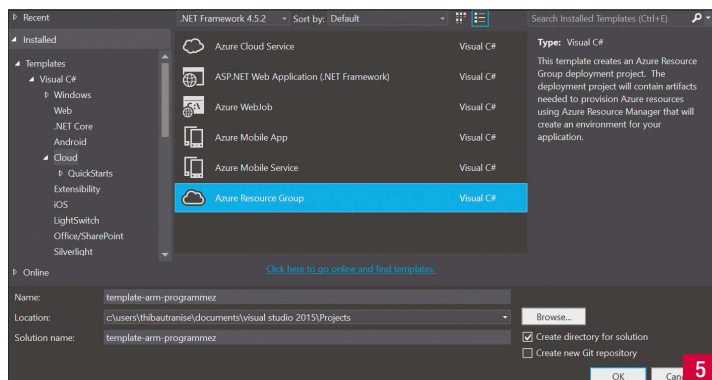 Recent
.NET Framework 4.5.2 Sort by: Default
Search Installed Templates (Ctrl+E)
Installed
Templates
Visual C#
Windows
Web
.NET Core
Android
Cloud
QuickStarts
Extensibility
iOS
LightSwitch
Office/SharePoint
Silverlight
Online
Azure Cloud Service Visual C#
ASP.NET Web Application (.NET Framework) Visual C#
Azure WebJob Visual C#
Azure Mobile App Visual C#
Azure Mobile Service Visual C#
Azure Resource Group Visual C#
Click here to go online and find templates.
Type: Visual C#
This template creates an Azure Resource
Group deployment project. The
deployment project will contain artifacts
needed to provision Azure resources
using Azure Resource Manager that will
create an environment for your
application.
Name: template-arm-programmez
Location: c:\users\thibautranise\documents\visual studio 2015\Projects
Browse...
Solution name: template-arm-programmez
Create directory for solution
Create new Git repository
OK
5